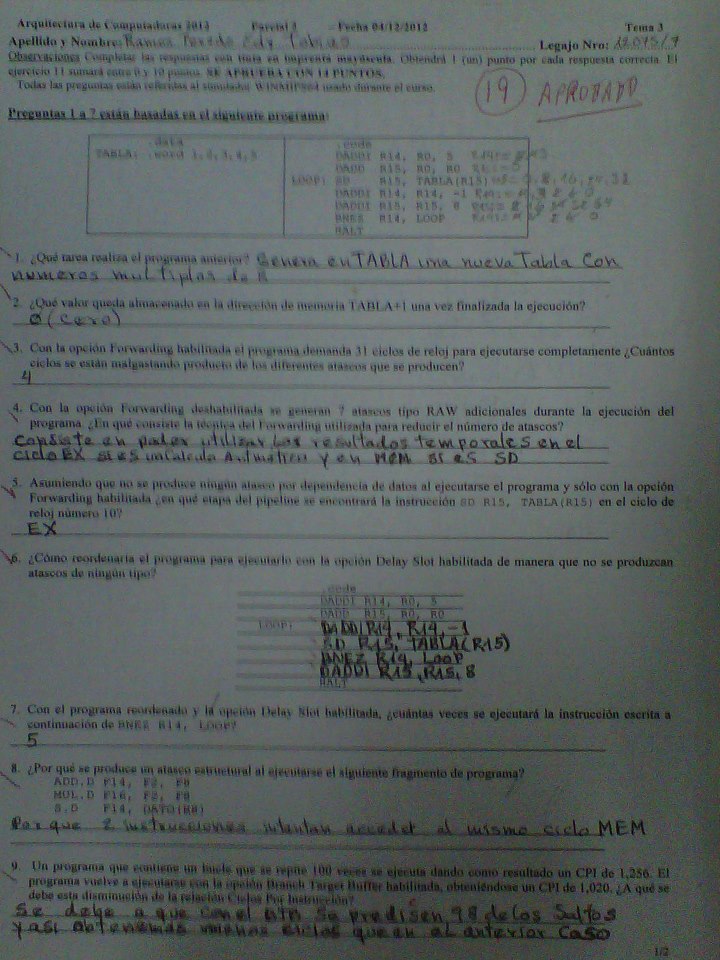 Arquitectura de Computadoras 2012 Parcial 2 - Fecha 04/12/2012 Tema 3
Apellido y Nombre: Ramos Edy Tobias Legajo Nro:
Observaciones Completar las respuestas con tinta en imprenta mayúscula. Obtendrá 1 (un) punto por cada respuesta correcta. El
ejercicio 11 sumará entre 0 y 10 puntos. SE APRUEBA CON 14 PUNTOS.
Todas las preguntas están referidas al simulador WINMIPS64 usado durante el curso.
19 APROBADO
Preguntas 1 a 7 están basadas en el siguiente programa:
.data
TABLA: .word 1,2,3,4,5
.code
DADDI R14, R0, 5
DADD R15, R0, R0
LOOP: SD R15, TABLA(R15)
DADDI R14, R14, -1
DADDI R15, R15, 8
BNEZ R14, LOOP
HALT
1. ¿Qué tarea realiza el programa anterior? Genera en TABLA una nueva Tabla Con
numeros multiplos de 8
2. ¿Qué valor queda almacenado en la dirección de memoria TABLA+1 una vez finalizada la ejecución?
0 (cero)
3. Con la opción Forwarding habilitada el programa demanda 31 ciclos de reloj para ejecutarse completamente ¿Cuántos
ciclos se están malgastando producto de los diferentes atascos que se producen?
4
4. Con la opción Forwarding deshabilitada se generan 7 atascos tipo RAW adicionales durante la ejecución del
programa. ¿En qué consiste la técnica del Forwarding utilizada para reducir el número de atascos?
Consiste en poder utilizar los resultados temporales en el
ciclo EX si es un Calculo Aritmetico y en MEM si es SD
5. Asumiendo que no se produce ningún atasco por dependencia de datos al ejecutarse el programa y sólo con la opción
Forwarding habilitada ¿en qué etapa del pipeline se encontrará la instrucción SD R15, TABLA(R15) en el ciclo de
reloj número 10?
EX
6. ¿Cómo reordenaría el programa para ejecutarlo con la opción Delay Slot habilitada de manera que no se produzcan
atascos de ningún tipo?
.code
DADDI R14, R0, 5
DADD R15, R0, R0
LOOP: DADDI R14, R14, -1
SD R15, TABLA(R15)
BNEZ R14, Loop
DADDI R15, R15, 8
HALT
7. Con el programa reordenado y la opción Delay Slot habilitada, ¿cuántas veces se ejecutará la instrucción escrita a
continuación de BNEZ R14, LOOP?
5
8. ¿Por qué se produce un atasco estructural al ejecutarse el siguiente fragmento de programa?
ADD.D F14, F2, F8
MUL.D F16, F2, F8
S.D F14, DATO(R8)
Por que 2 instrucciones intentan acceder al mismo ciclo MEM
9. Un programa que contiene un bucle que se repite 100 veces se ejecuta dando como resultado un CPI de 1,256. El
programa vuelve a ejecutarse con la opción Branch Target Buffer habilitada, obteniéndose un CPI de 1,020. ¿A qué se
debe esta disminución de la relación Ciclos Por Instrucción?
Se debe a que con el BTB se predisen 98 de los Saltos
y asi obtenemos menos ciclos que en el anterior caso
1/2